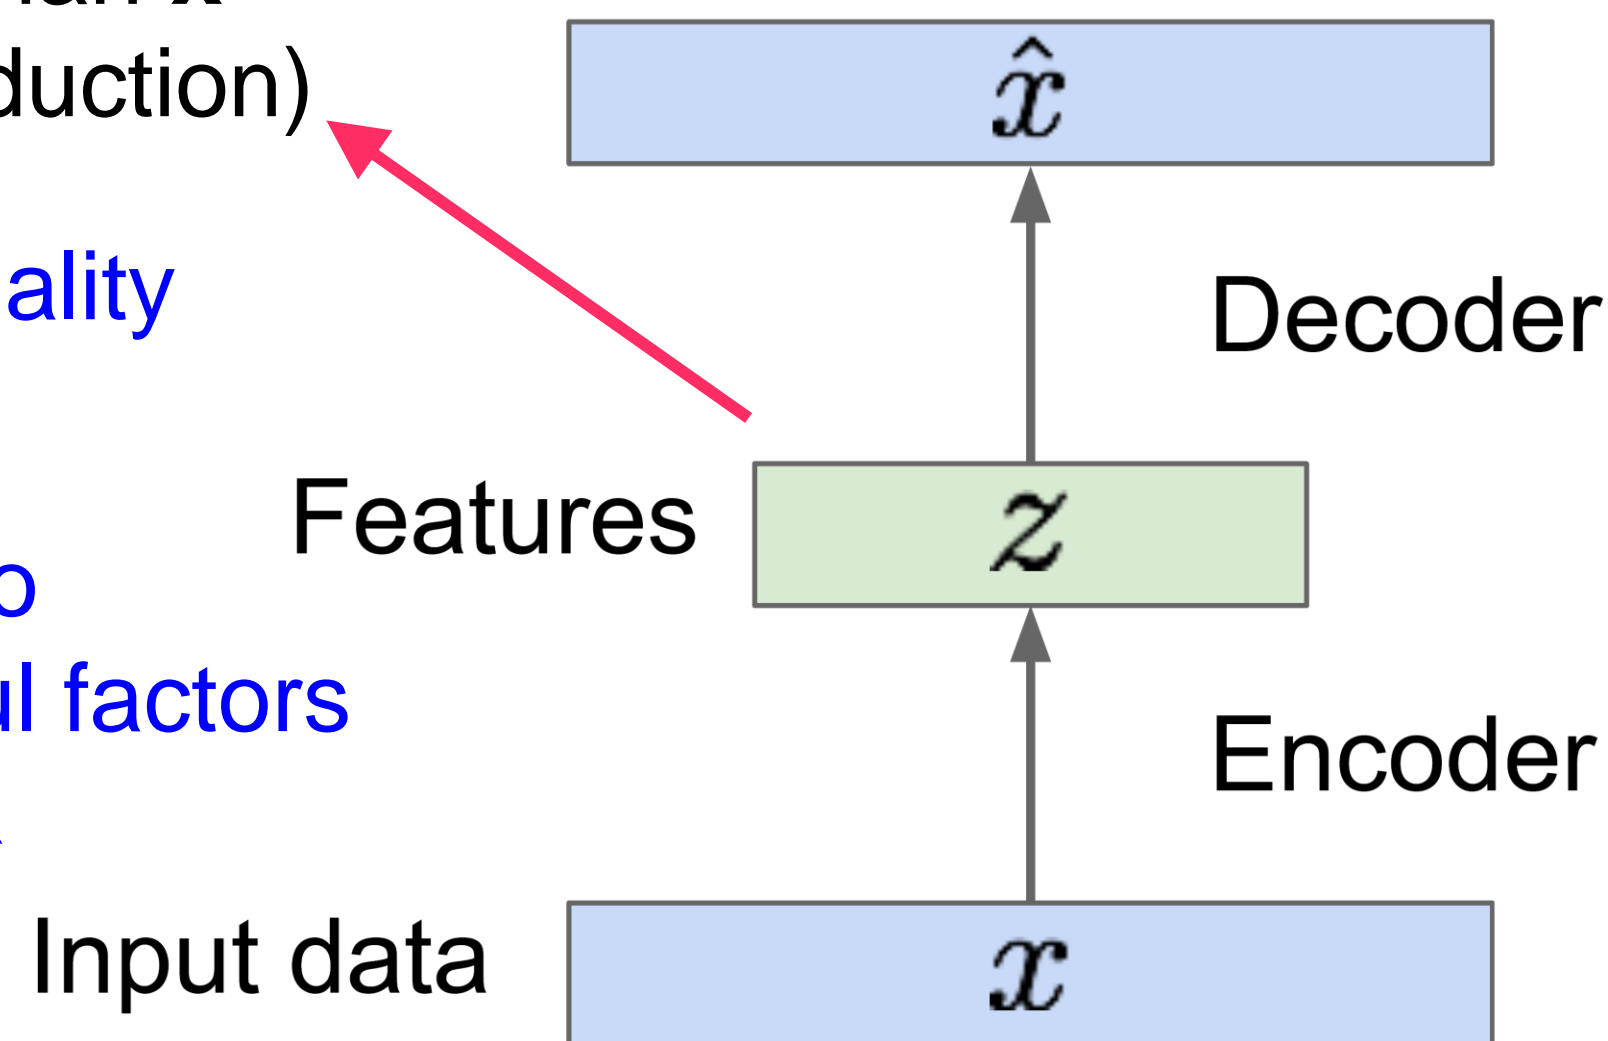 x
x̂
duction)
ality
Decoder
Features
z
factors
Encoder
Input data
x